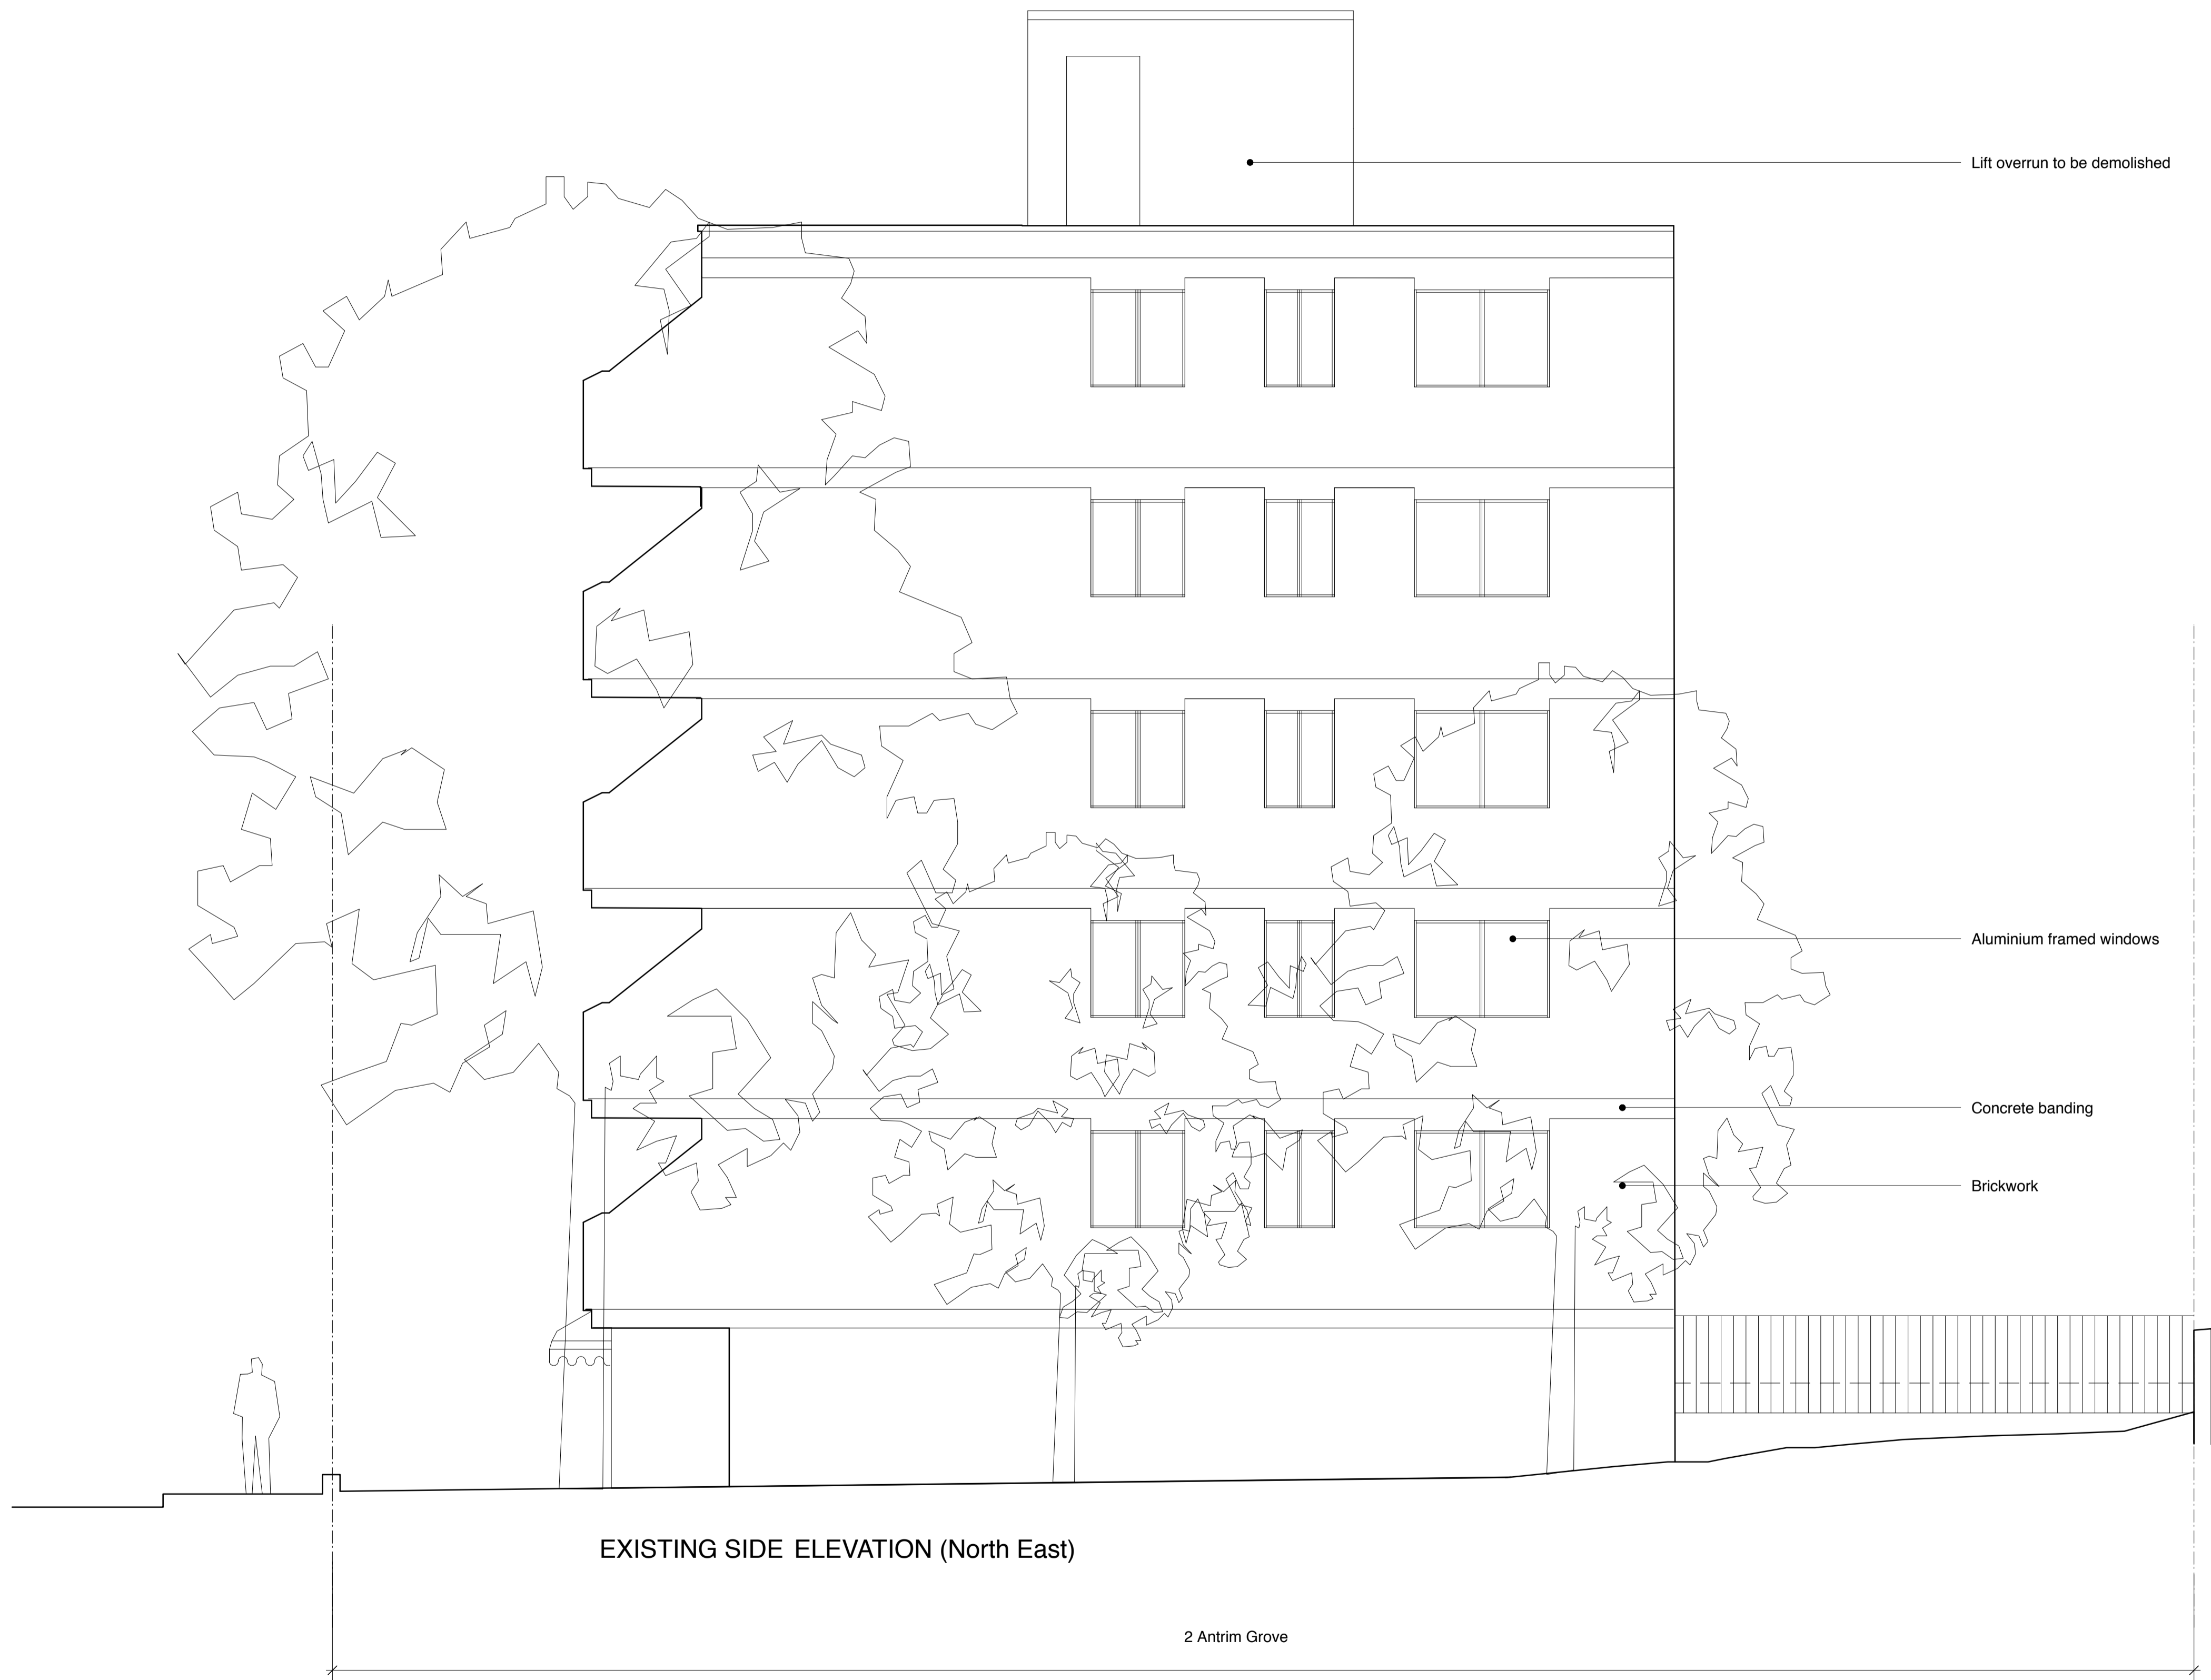 Lift overrun to be demolished
Aluminium framed windows
Concrete banding
Brickwork
EXISTING SIDE ELEVATION (North East)
2 Antrim Grove